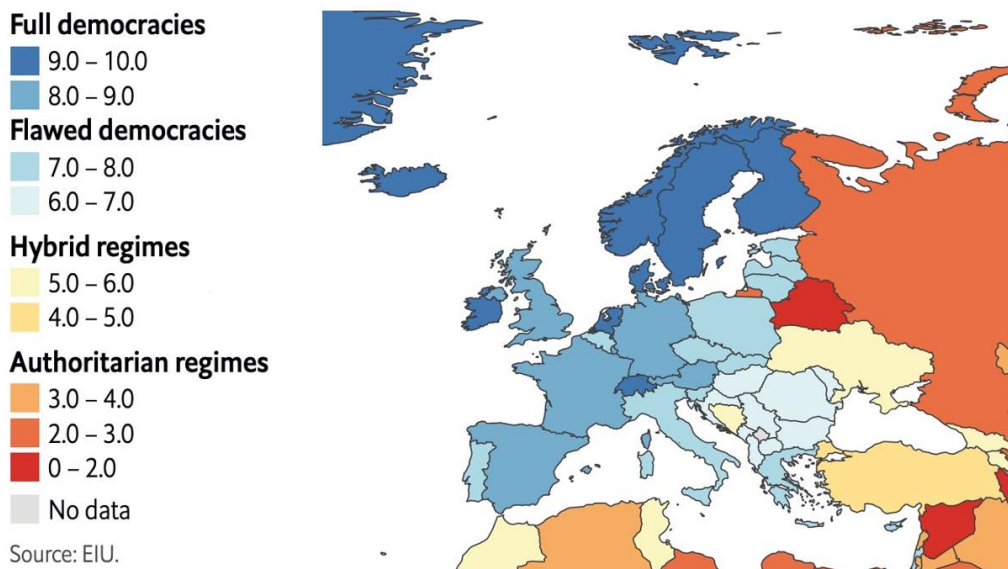 Full democracies
9.0 – 10.0
8.0 – 9.0
Flawed democracies
7.0 – 8.0
6.0 – 7.0
Hybrid regimes
5.0 – 6.0
4.0 – 5.0
Authoritarian regimes
3.0 – 4.0
2.0 – 3.0
0 – 2.0
No data
Source: EIU.